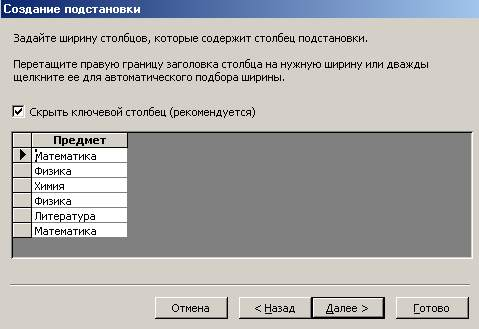 Создание подстановки
Задайте ширину столбцов, которые содержит столбец подстановки.
Перетащите правую границу заголовка столбца на нужную ширину или дважды
щелкните ее для автоматического подбора ширины.
Скрыть ключевой столбец (рекомендуется)
Предмет
Математика
Физика
Химия
Физика
Литература
Математика
Отмена < Назад Далее > Готово